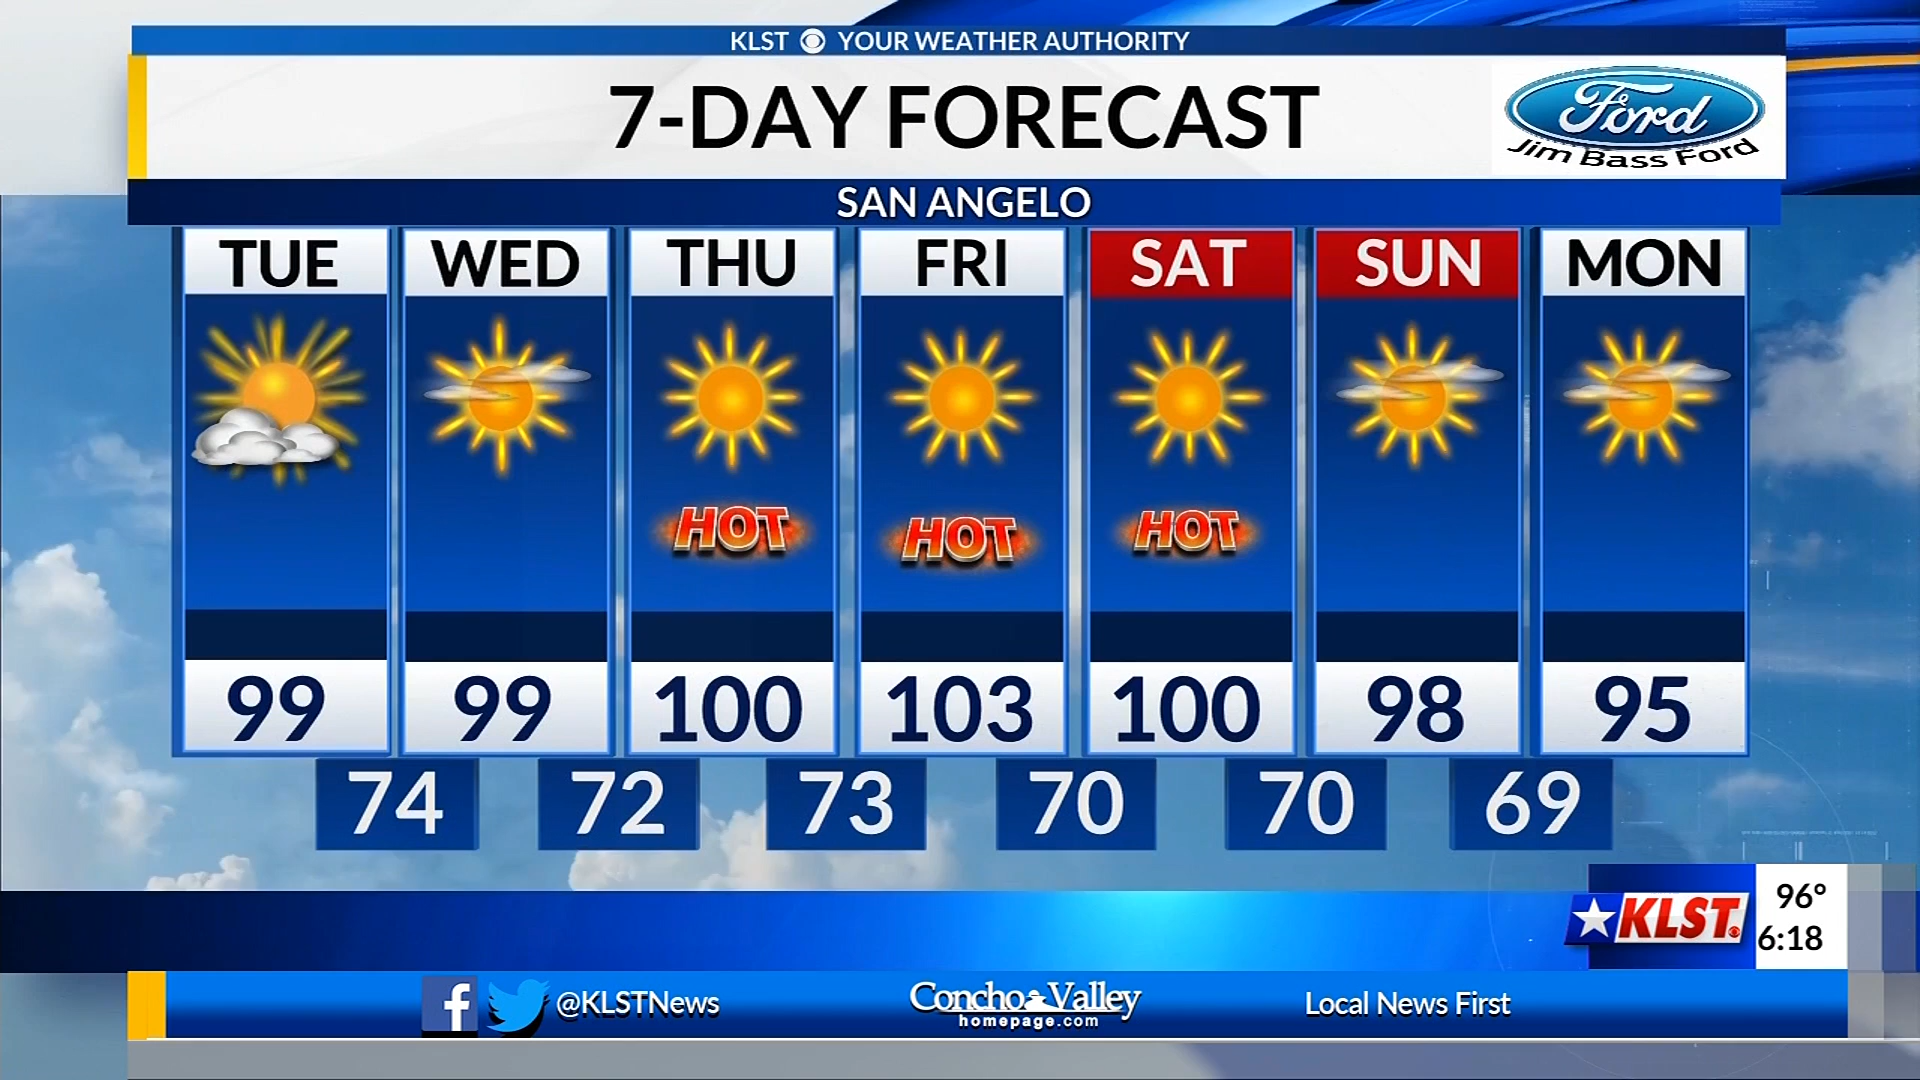 KLST YOUR WEATHER AUTHORITY
7-DAY FORECAST
Ford
Jim Bass Ford
SAN ANGELO
TUE WED THU FRI SAT SUN MON
HOT HOT HOT
99 99 100 103 100 98 95
74 72 73 70 70 69
KLST
96°
6:18
f @KLSTNews
Concho Valley
homepage.com
Local News First